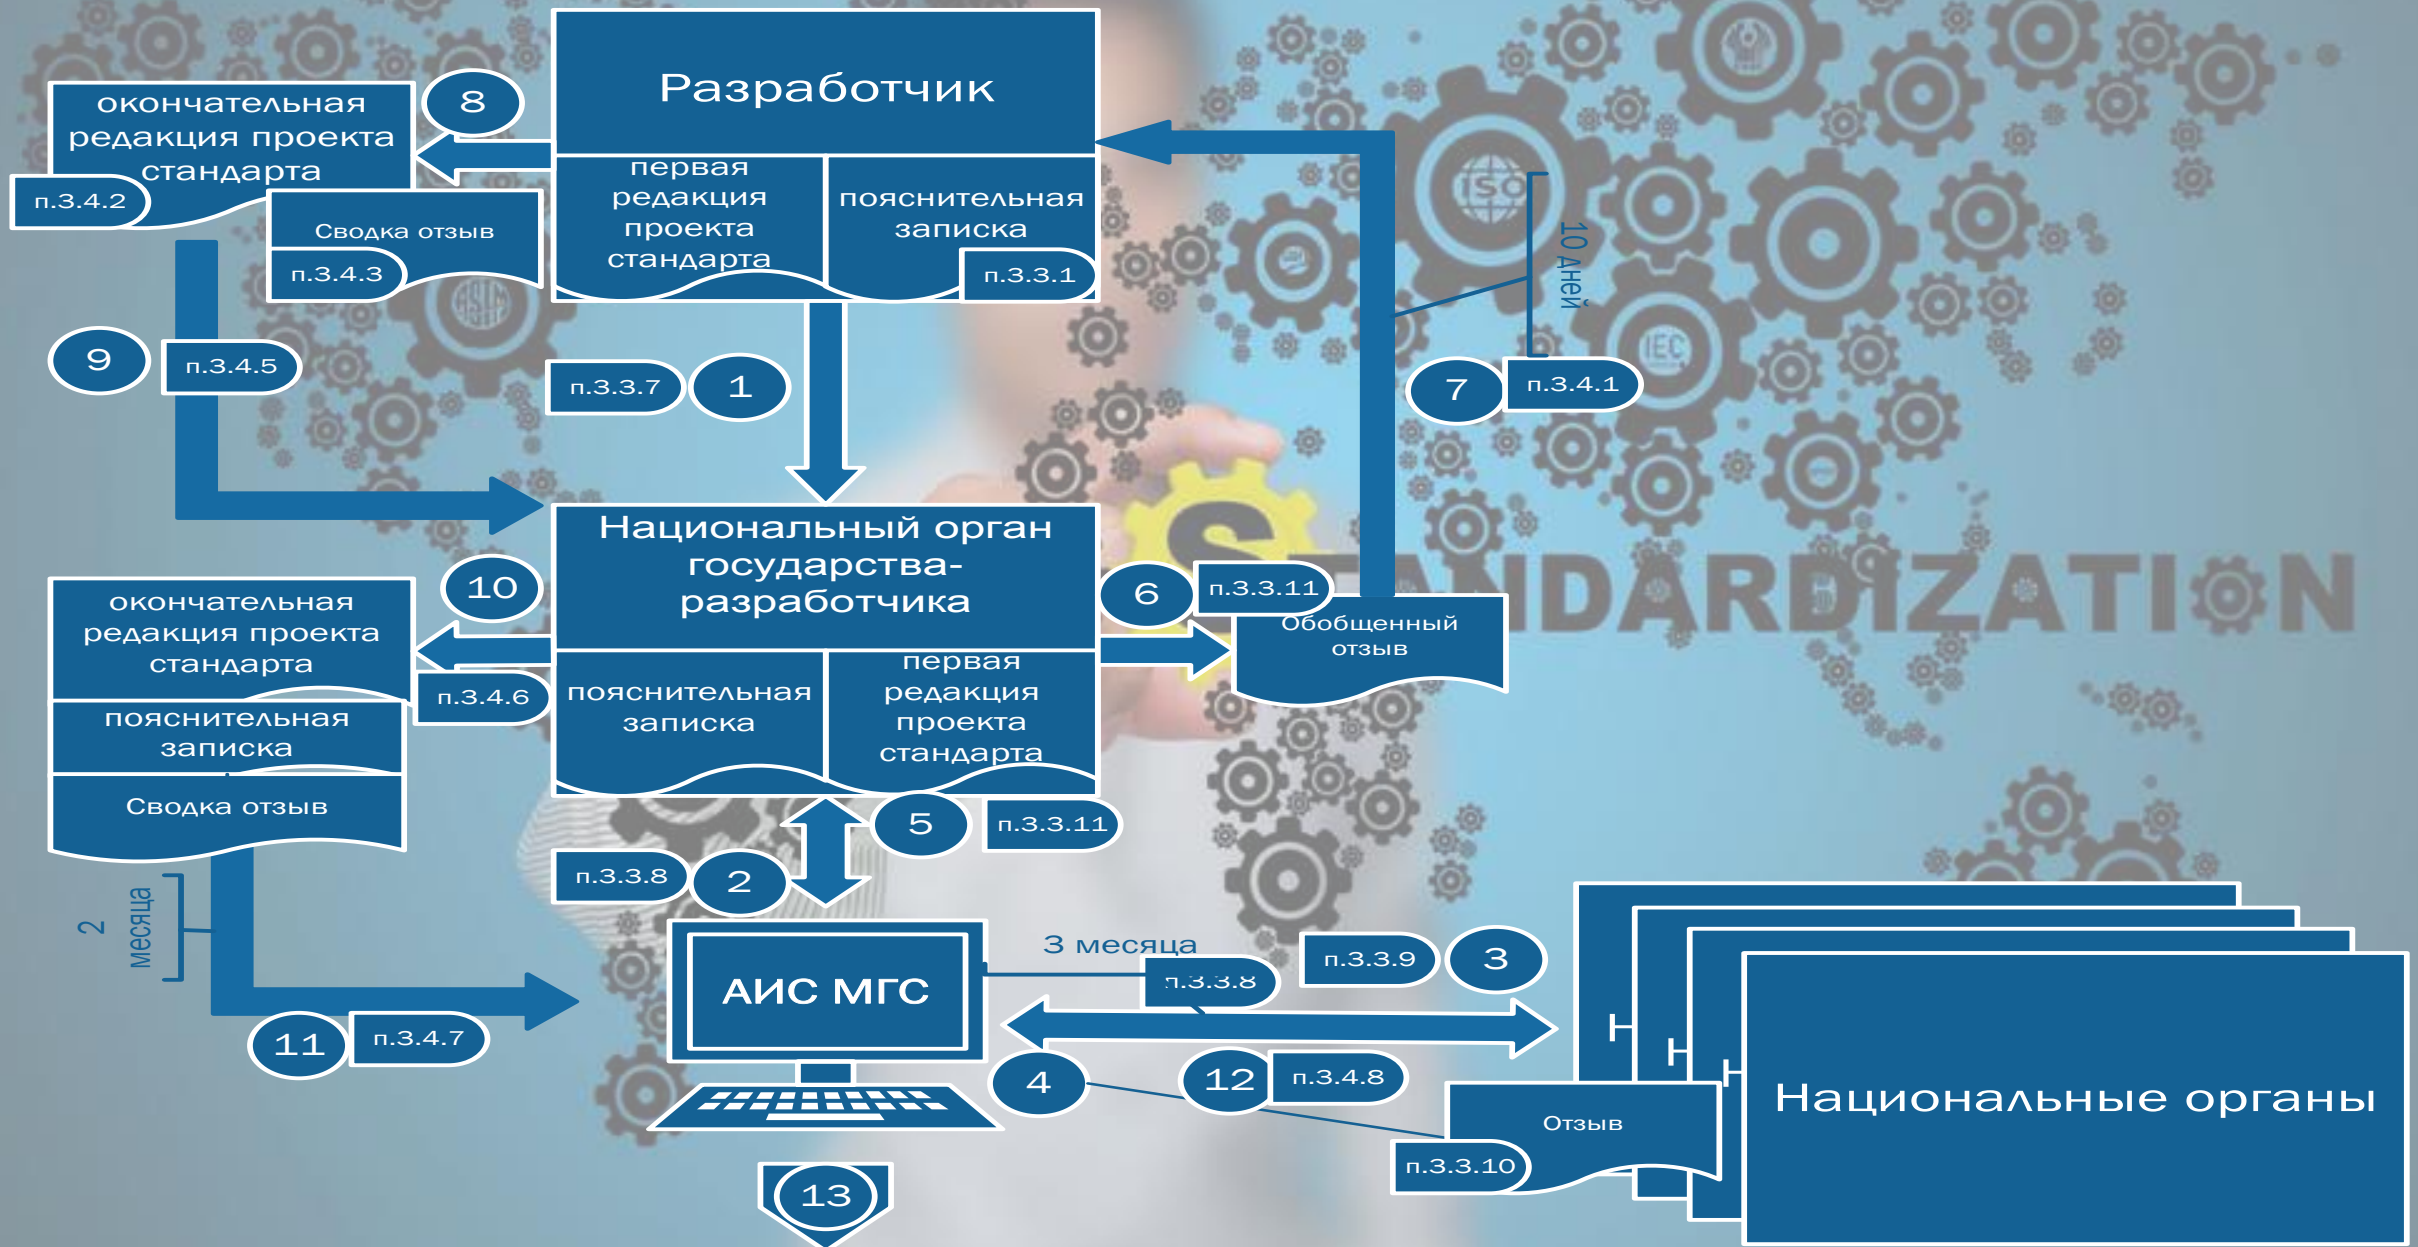 Разработчик
8
окончательная
редакция проекта
стандарта
п.3.4.2
Сводка отзыв
п.3.4.3
первая
редакция
проекта
стандарта
пояснительная
записка
п.3.3.1
ISO
10 дней
ASTM
IEC
9
п.3.4.5
п.3.3.7
1
7
п.3.4.1
Национальный орган
государства-
разработчика
10
6
п.3.3.11
STANDARDIZATION
окончательная
редакция проекта
стандарта
п.3.4.6
Обобщенный
отзыв
пояснительная
записка
первая
редакция
проекта
стандарта
пояснительная
записка
Сводка отзыв
5
п.3.3.11
п.3.3.8
2
2
месяца
3 месяца
п.3.3.9
3
п.3.3.8
АИС МГС
11
п.3.4.7
4
12
п.3.4.8
Н
Н
Н
Национальные органы
Отзыв
п.3.3.10
13